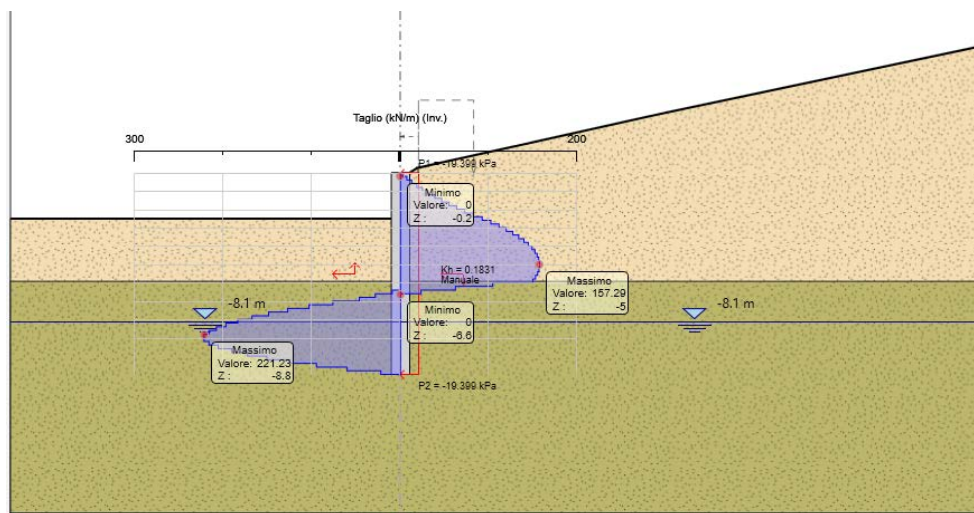 Taglio (kN/m) (Inv.)
300
200
P1 = -19.399 kPa
Minimo
Valore: 0
Z : -0.2
Kh = 0.1831
Manuale
Massimo
Valore: 157.29
Z : -5
-8.1 m
-8.1 m
Minimo
Valore: 0
Z : -6.6
Massimo
Valore: 221.23
Z : -8.8
P2 = -19.399 kPa